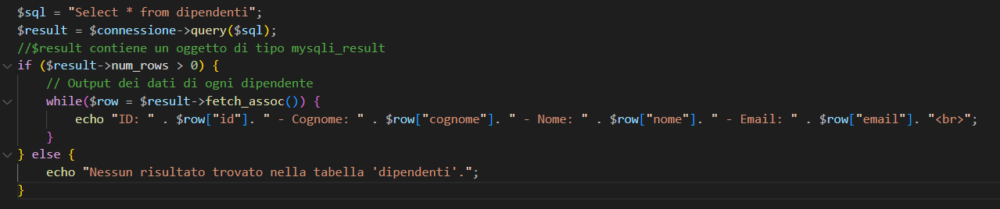 $sql = "Select * from dipendenti";
$result = $connessione->query($sql);
//$result contiene un oggetto di tipo mysqli_result
if ($result->num_rows > 0) {
    // Output dei dati di ogni dipendente
    while($row = $result->fetch_assoc()) {
        echo "ID: " . $row["id"]. " - Cognome: " . $row["cognome"]. " - Nome: " . $row["nome"]. " - Email: " . $row["email"]. "<br>";
    }
} else {
    echo "Nessun risultato trovato nella tabella 'dipendenti'.";
}